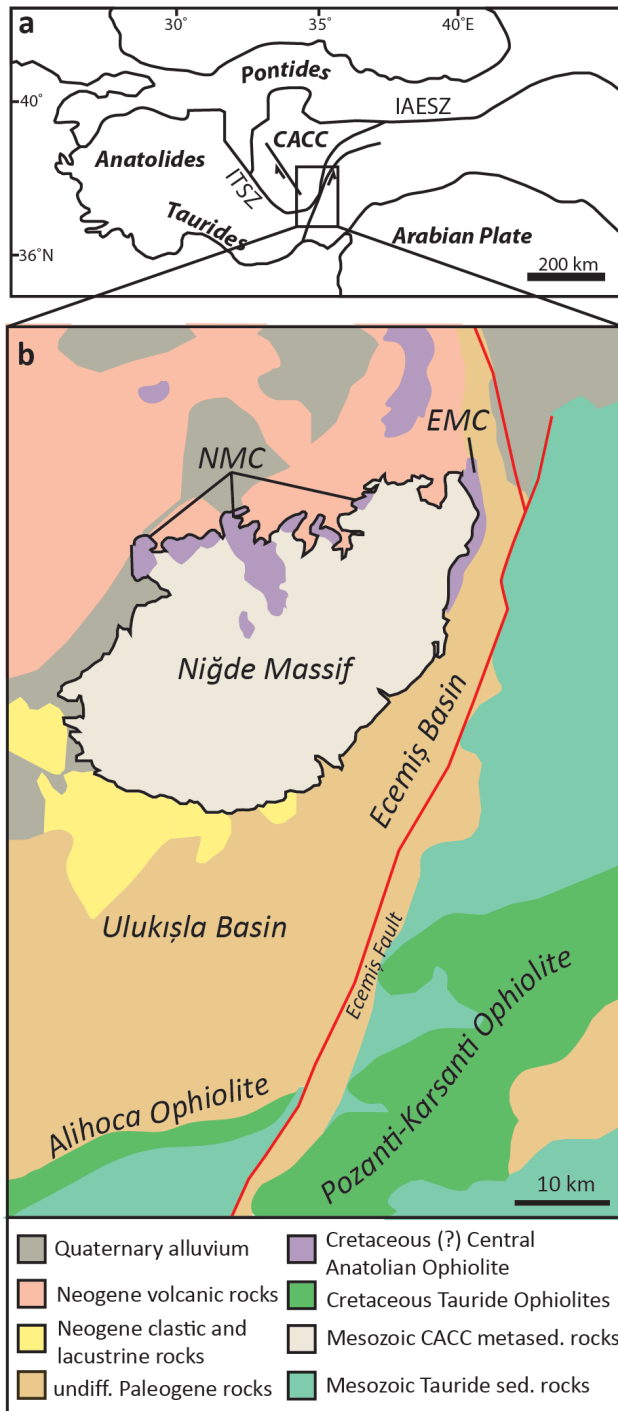 a
30°
35°
40°E
Pontides
40°
IAESZ
CACC
Anatolides
ITSZ
Taurides
Arabian Plate
36°N
200 km
b
EMC
NMC
Niğde Massif
Ecemiş Basin
Ulukışla Basin
Ecemiş Fault
Alihoca Ophiolite
Pozanti-Karsanti Ophiolite
10 km
Quaternary alluvium
Neogene volcanic rocks
Neogene clastic and
lacustrine rocks
undiff. Paleogene rocks
Cretaceous (?) Central
Anatolian Ophiolite
Cretaceous Tauride Ophiolites
Mesozoic CACC metased. rocks
Mesozoic Tauride sed. rocks